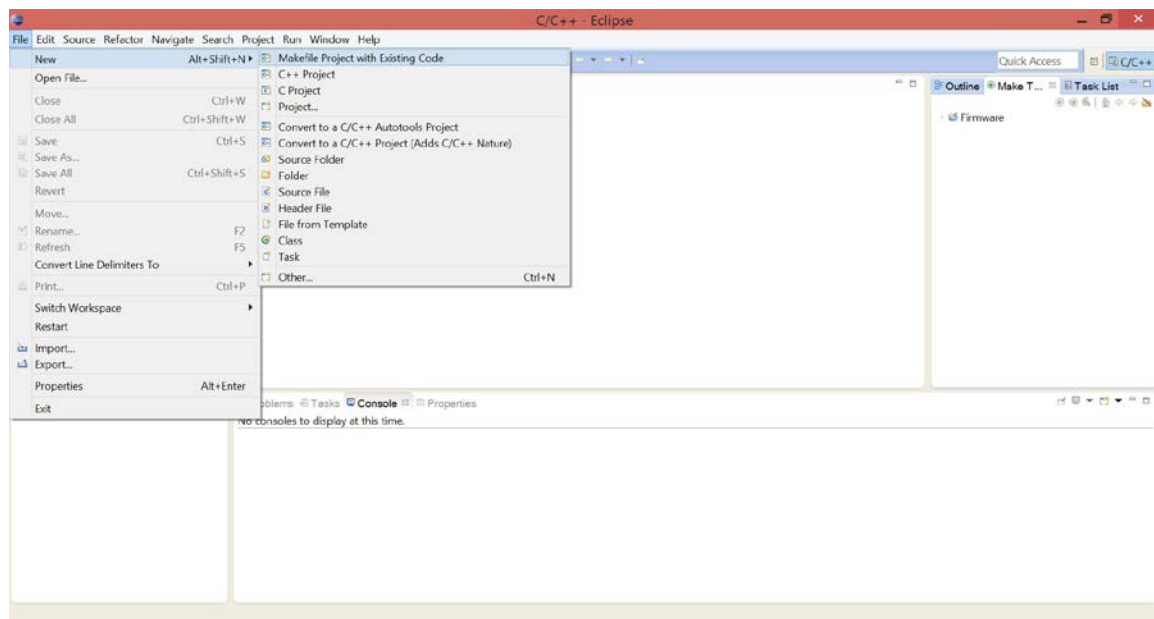 C/C++ - Eclipse
File Edit Source Refactor Navigate Search Project Run Window Help
New Alt+Shift+N
Open File...
Close Ctrl+W
Close All Ctrl+Shift+W
Save Ctrl+S
Save As...
Save All Ctrl+Shift+S
Revert
Move...
Rename... F2
Refresh F5
Convert Line Delimiters To
Print... Ctrl+P
Switch Workspace
Restart
Import...
Export...
Properties Alt+Enter
Exit
Makefile Project with Existing Code
C++ Project
C Project
Project...
Convert to a C/C++ Autotools Project
Convert to a C/C++ Project (Adds C/C++ Nature)
Source Folder
Folder
Source File
Header File
File from Template
Class
Task
Other... Ctrl+N
Quick Access C/C++
Outline Make T... Task List
Firmware
oblems Tasks Console Properties
No consoles to display at this time.